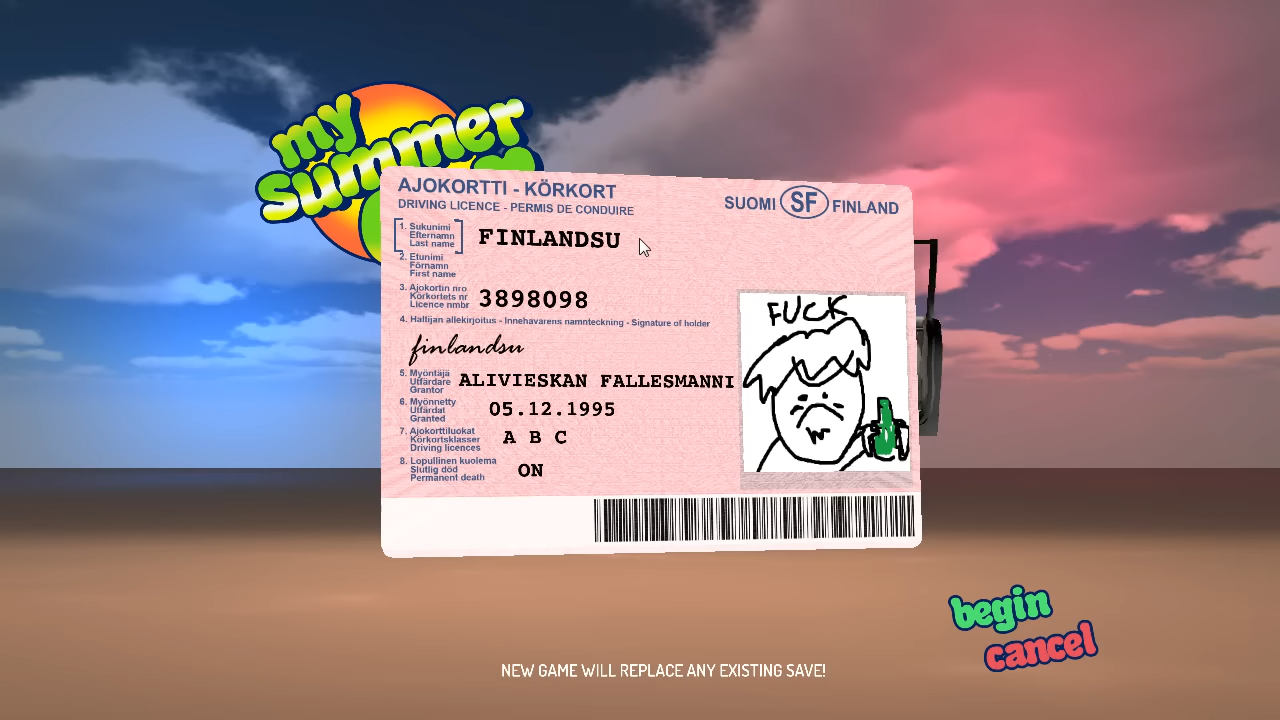 my
summer
AJOKORTTI - KÖRKORT
DRIVING LICENCE - PERMIS DE CONDUIRE
SUOMI SF FINLAND
1. Sukunimi
Efternamn
Last name
FINLANDSU
2. Etunimi
Förnamn
First name
3. Ajokortin nro
Körkortets nr
Licence nmbr
3898098
4. Haltijan allekirjoitus - Innehavarens namnteckning - Signature of holder
finlandsu
5. Myöntäjä
Utfärdare
Grantor
ALIVIESKAN FALLESMANNI
6. Myönnetty
Utfärdat
Granted
05.12.1995
7. Ajokorttiluokat
Körkortsklasser
Driving licences
A B C
8. Lopullinen kuolema
Slutlig död
Permanent death
ON
FUCK
begin
cancel
NEW GAME WILL REPLACE ANY EXISTING SAVE!